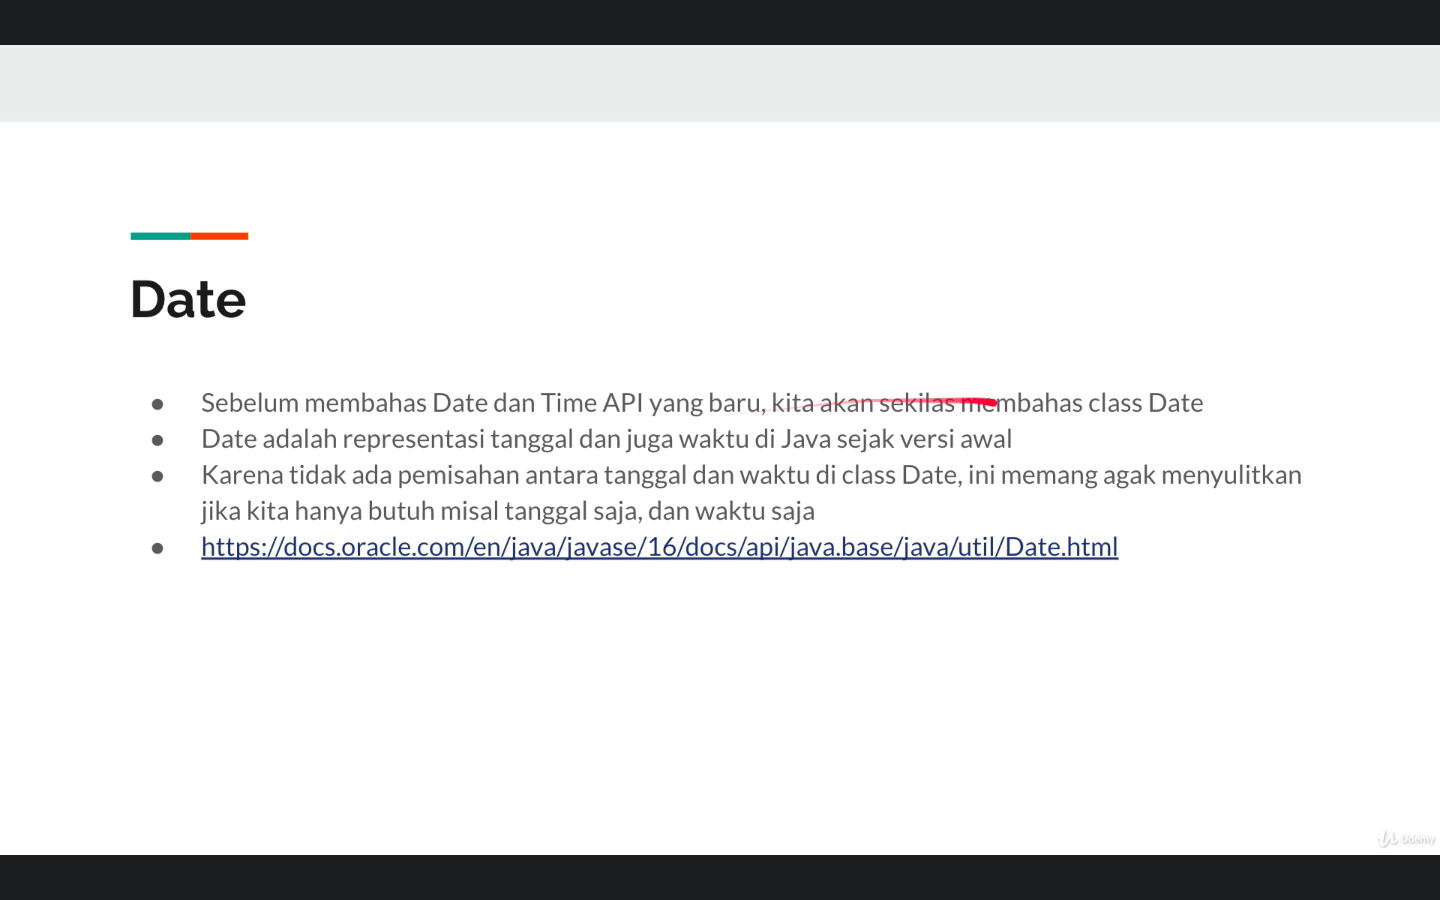 Date
● Sebelum membahas Date dan Time API yang baru, kita akan sekilas membahas class Date
● Date adalah representasi tanggal dan juga waktu di Java sejak versi awal
● Karena tidak ada pemisahan antara tanggal dan waktu di class Date, ini memang agak menyulitkan
jika kita hanya butuh misal tanggal saja, dan waktu saja
● https://docs.oracle.com/en/java/javase/16/docs/api/java.base/java/util/Date.html
Udemy